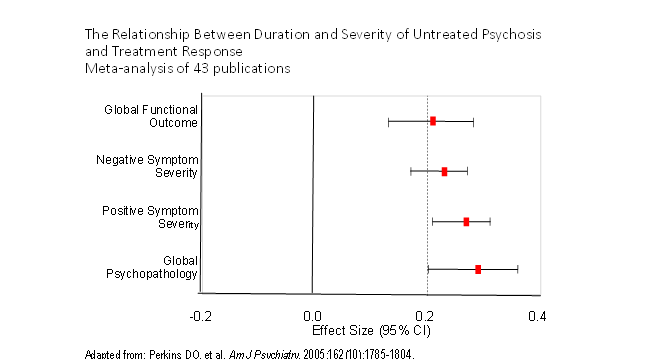 The Relationship Between Duration and Severity of Untreated Psychosis
and Treatment Response
Meta-analysis of 43 publications
Global Functional
Outcome
Negative Symptom
Severity
Positive Symptom
Severity
Global
Psychopathology
-0.2 0.0 0.2 0.4
Effect Size (95% CI)
Adapted from: Perkins DO, et al. Am J Psychiatry. 2005;162(10):1785-1804.